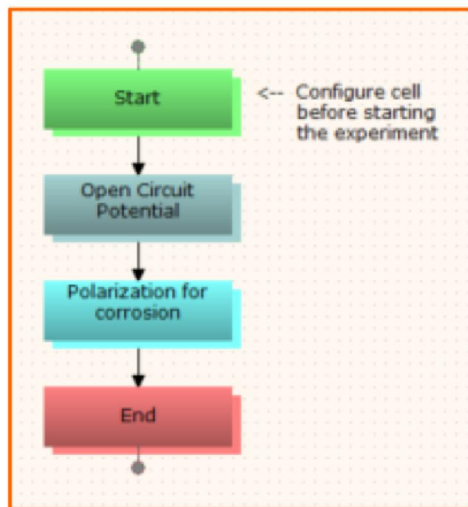 Start
<-- Configure cell
before starting
the experiment
Open Circuit
Potential
Polarization for
corrosion
End